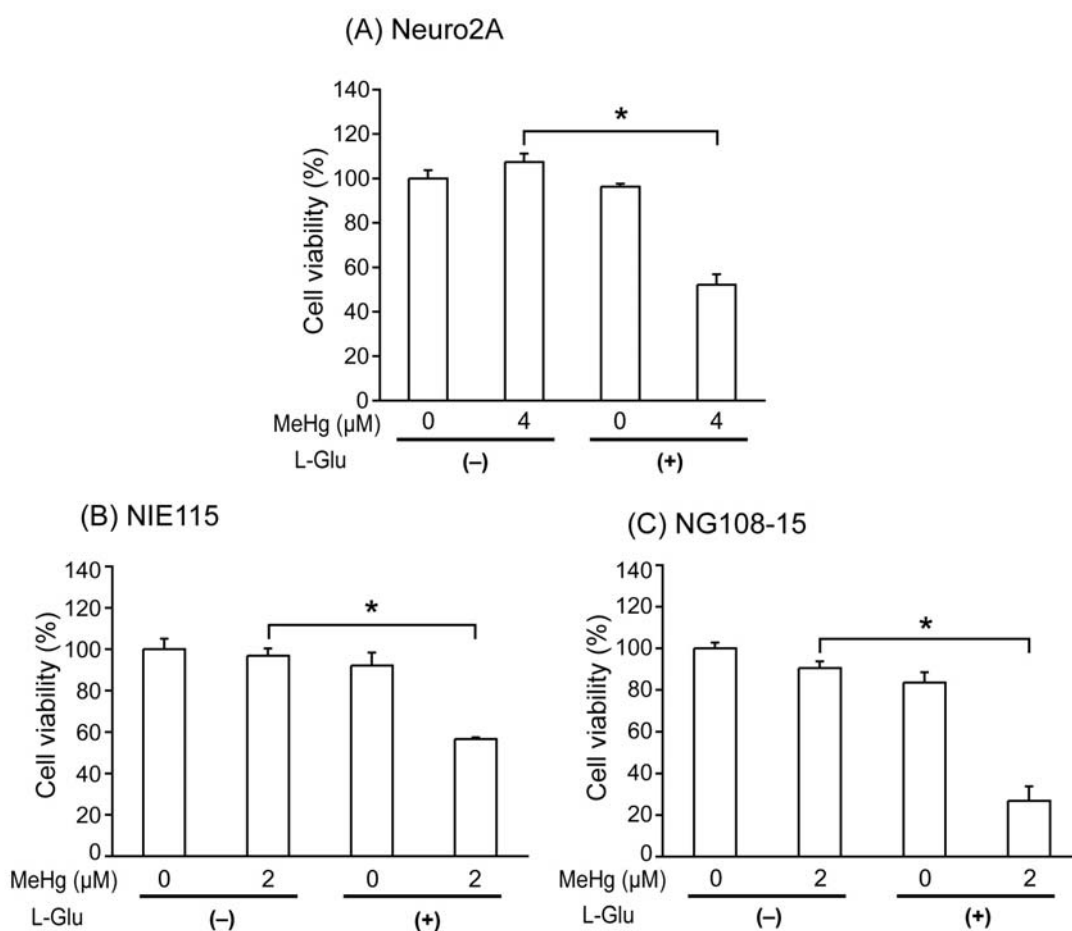 (A) Neuro2A
Cell viability (%)
140
120
100
80
60
40
20
0
*
MeHg (μM) 0 4 0 4
L-Glu (–) (+)
(B) NIE115
Cell viability (%)
140
120
100
80
60
40
20
0
*
MeHg (μM) 0 2 0 2
L-Glu (–) (+)
(C) NG108-15
Cell viability (%)
140
120
100
80
60
40
20
0
*
MeHg (μM) 0 2 0 2
L-Glu (–) (+)